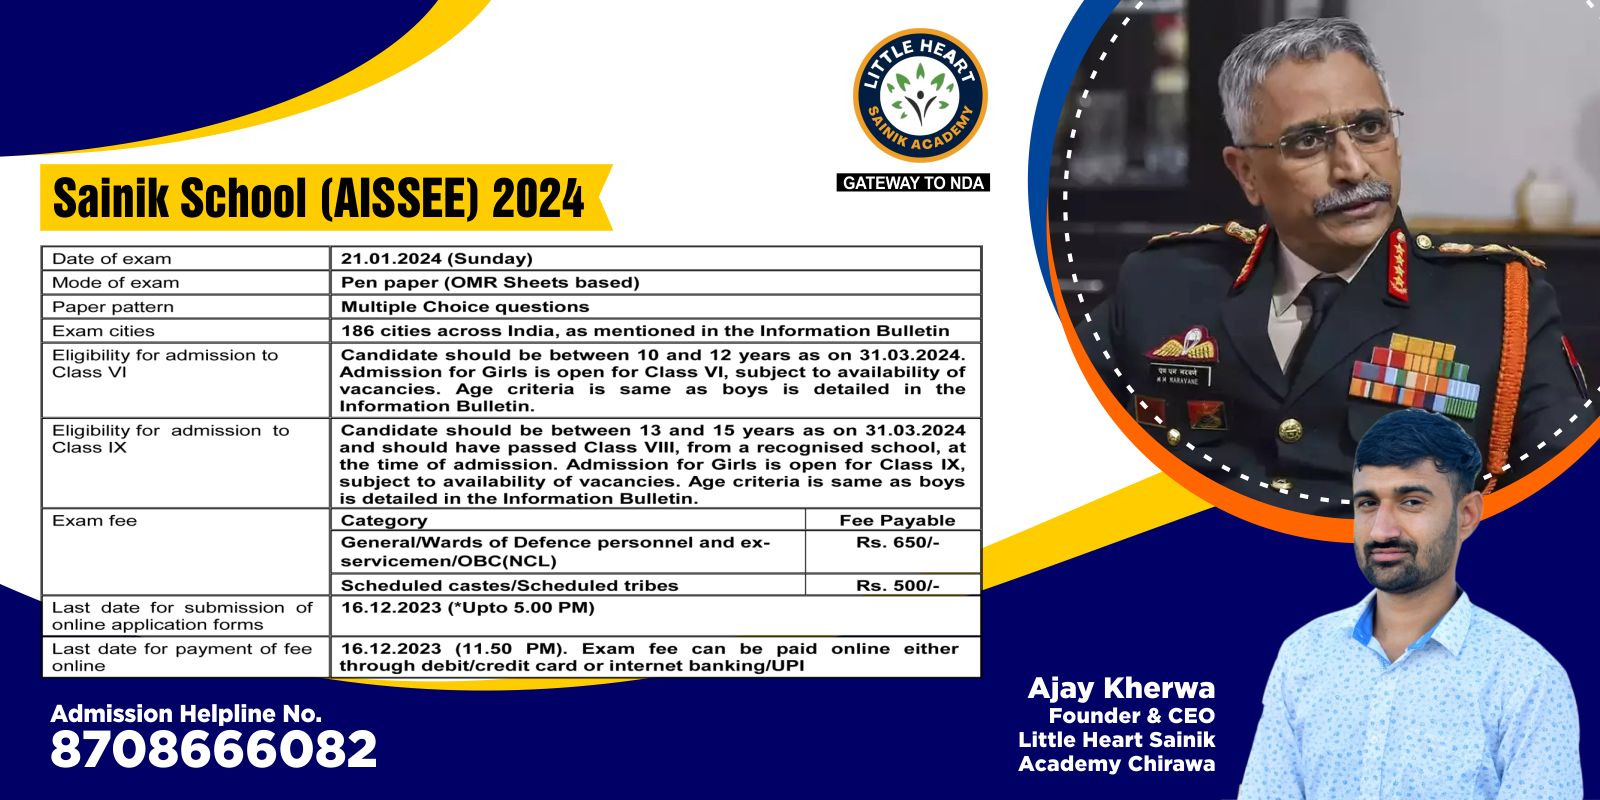 LITTLE HEART
SAINIK ACADEMY
GATEWAY TO NDA
Sainik School (AISSEE) 2024
Date of exam
21.01.2024 (Sunday)
Mode of exam
Pen paper (OMR Sheets based)
Paper pattern
Multiple Choice questions
Exam cities
186 cities across India, as mentioned in the Information Bulletin
Eligibility for admission to
Class VI
Candidate should be between 10 and 12 years as on 31.03.2024.
Admission for Girls is open for Class VI, subject to availability of
vacancies. Age criteria is same as boys is detailed in the
Information Bulletin.
Eligibility for admission to
Class IX
Candidate should be between 13 and 15 years as on 31.03.2024
and should have passed Class VIII, from a recognised school, at
the time of admission. Admission for Girls is open for Class IX,
subject to availability of vacancies. Age criteria is same as boys
is detailed in the Information Bulletin.
Exam fee
Category
Fee Payable
General/Wards of Defence personnel and ex-
servicemen/OBC(NCL)
Rs. 650/-
Scheduled castes/Scheduled tribes
Rs. 500/-
Last date for submission of
online application forms
16.12.2023 (*Upto 5.00 PM)
Last date for payment of fee
online
16.12.2023 (11.50 PM). Exam fee can be paid online either
through debit/credit card or internet banking/UPI
Admission Helpline No.
8708666082
एम एम नरवणे
M M NARAVANE
Ajay Kherwa
Founder & CEO
Little Heart Sainik
Academy Chirawa